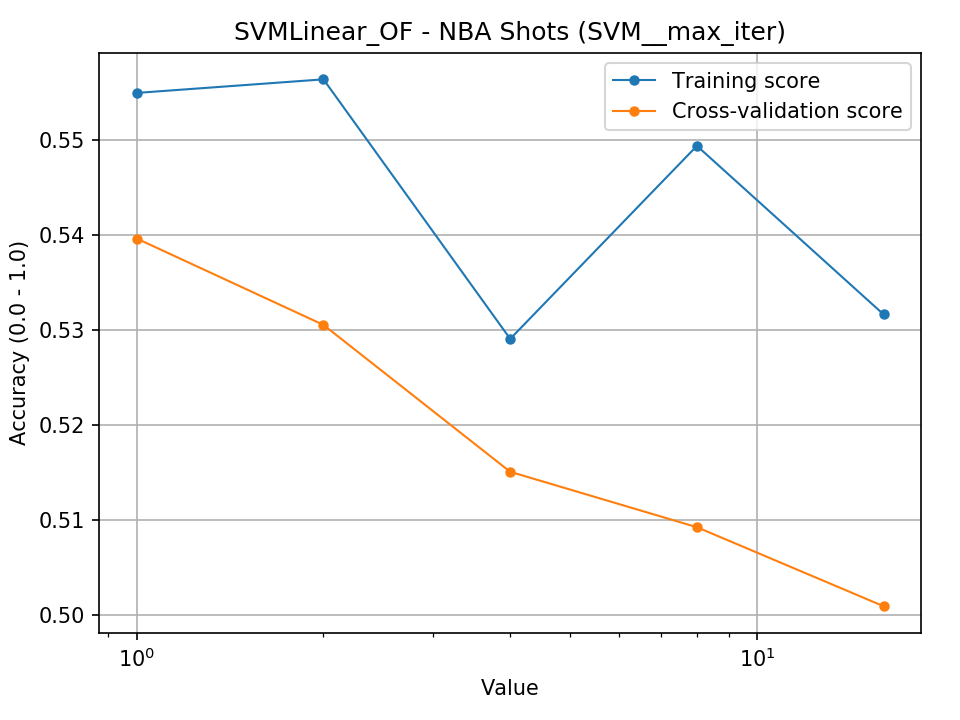 SVMLinear_OF - NBA Shots (SVM__max_iter)
Training score
Cross-validation score
Accuracy (0.0 - 1.0)
0.55
0.54
0.53
0.52
0.51
0.50
10⁰
10¹
Value